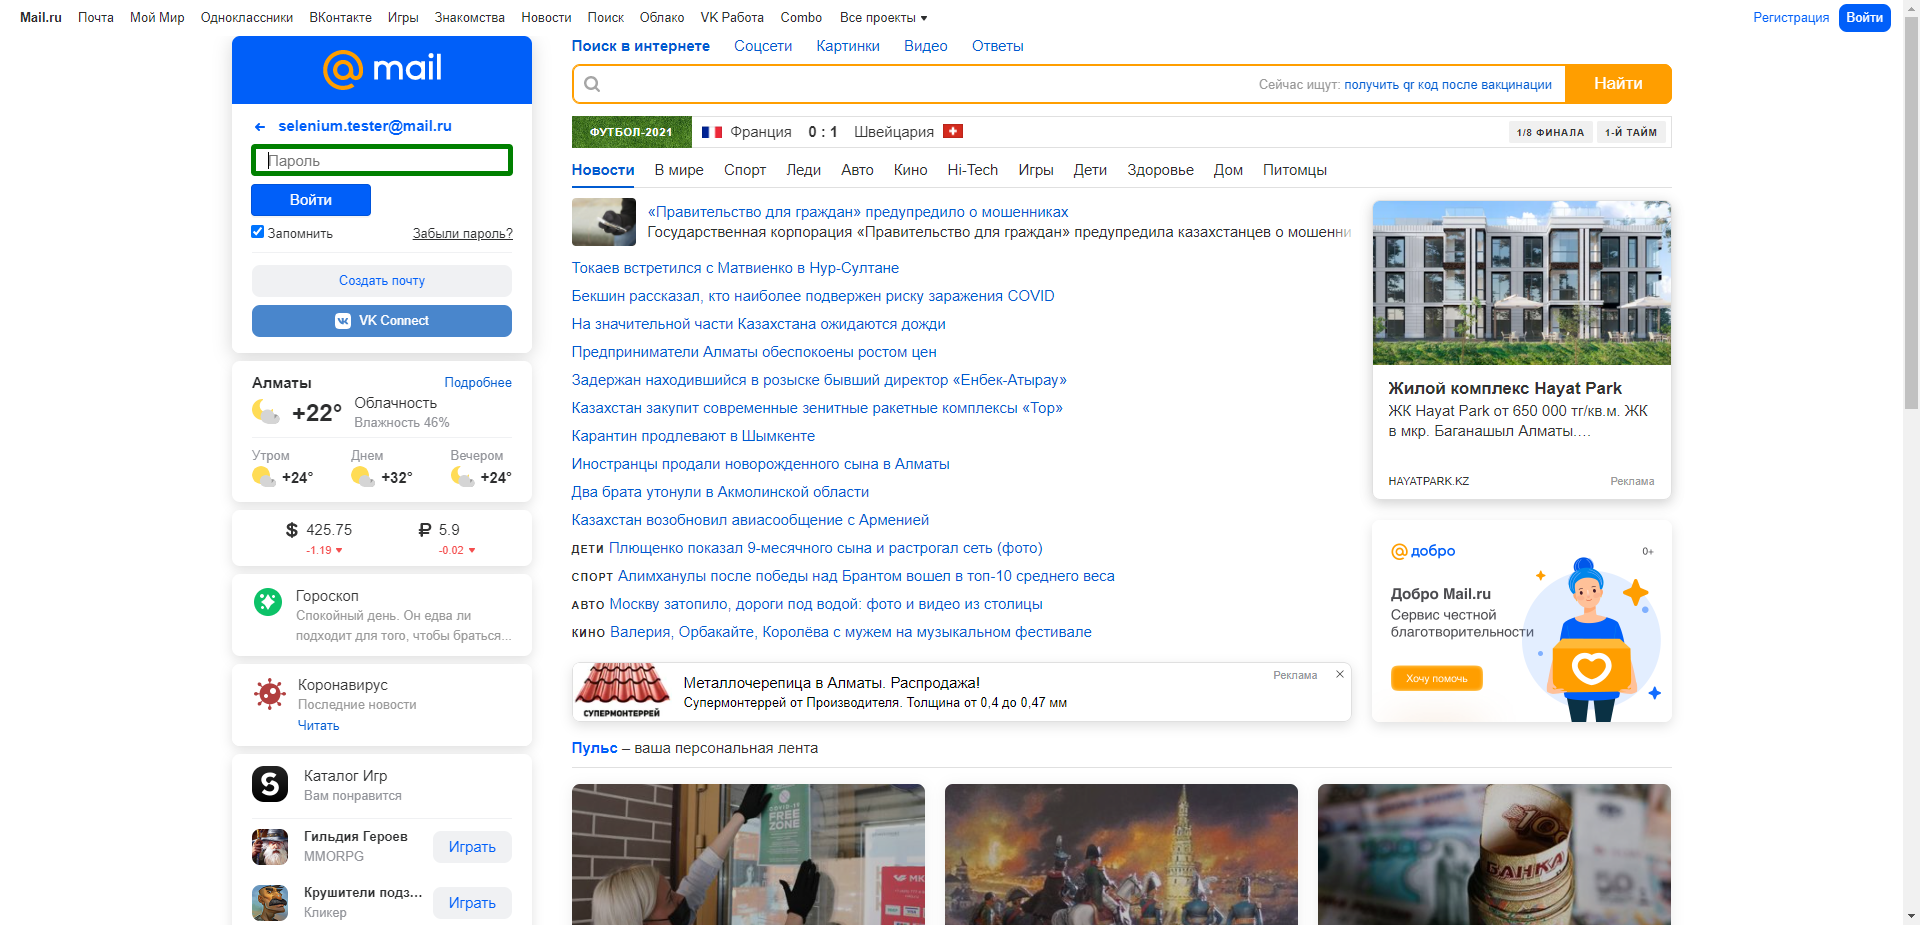 Mail.ru Почта Мой Мир Одноклассники ВКонтакте Игры Знакомства Новости Поиск Облако VK Работа Combo Все проекты Регистрация Войти
@mail
selenium.tester@mail.ru
Пароль
Войти
Запомнить Забыли пароль?
Создать почту
VK Connect
Алматы Подробнее
+22° Облачность
Влажность 46%
Утром Днем Вечером
+24° +32° +24°
$ 425.75 ₽ 5.9
-1.19 -0.02
Гороскоп
Спокойный день. Он едва ли
подходит для того, чтобы браться...
Коронавирус
Последние новости
Читать
Каталог Игр
Вам понравится
Гильдия Героев
MMORPG
Играть
Крушители подз...
Кликер
Играть
Поиск в интернете Соцсети Картинки Видео Ответы
Сейчас ищут: получить qr код после вакцинации Найти
ФУТБОЛ-2021 Франция 0 : 1 Швейцария 1/8 ФИНАЛА 1-Й ТАЙМ
Новости В мире Спорт Леди Авто Кино Hi-Tech Игры Дети Здоровье Дом Питомцы
«Правительство для граждан» предупредило о мошенниках
Государственная корпорация «Правительство для граждан» предупредила казахстанцев о мошенни
Токаев встретился с Матвиенко в Нур-Султане
Бекшин рассказал, кто наиболее подвержен риску заражения COVID
На значительной части Казахстана ожидаются дожди
Предприниматели Алматы обеспокоены ростом цен
Задержан находившийся в розыске бывший директор «Енбек-Атырау»
Казахстан закупит современные зенитные ракетные комплексы «Тор»
Карантин продлевают в Шымкенте
Иностранцы продали новорожденного сына в Алматы
Два брата утонули в Акмолинской области
Казахстан возобновил авиасообщение с Арменией
ДЕТИ Плющенко показал 9-месячного сына и растрогал сеть (фото)
СПОРТ Алимханулы после победы над Брантом вошел в топ-10 среднего веса
АВТО Москву затопило, дороги под водой: фото и видео из столицы
КИНО Валерия, Орбакайте, Королёва с мужем на музыкальном фестивале
СУПЕРМОНТЕРРЕЙ
Металлочерепица в Алматы. Распродажа! Реклама
Супермонтеррей от Производителя. Толщина от 0,4 до 0,47 мм
Пульс – ваша персональная лента
COVID-19
FREE
ZONE
МК
100
БАНКА
50
Жилой комплекс Hayat Park
ЖК Hayat Park от 650 000 тг/кв.м. ЖК
в мкр. Баганашыл Алматы....
HAYATPARK.KZ Реклама
@добро 0+
Добро Mail.ru
Сервис честной
благотворительности
Хочу помочь